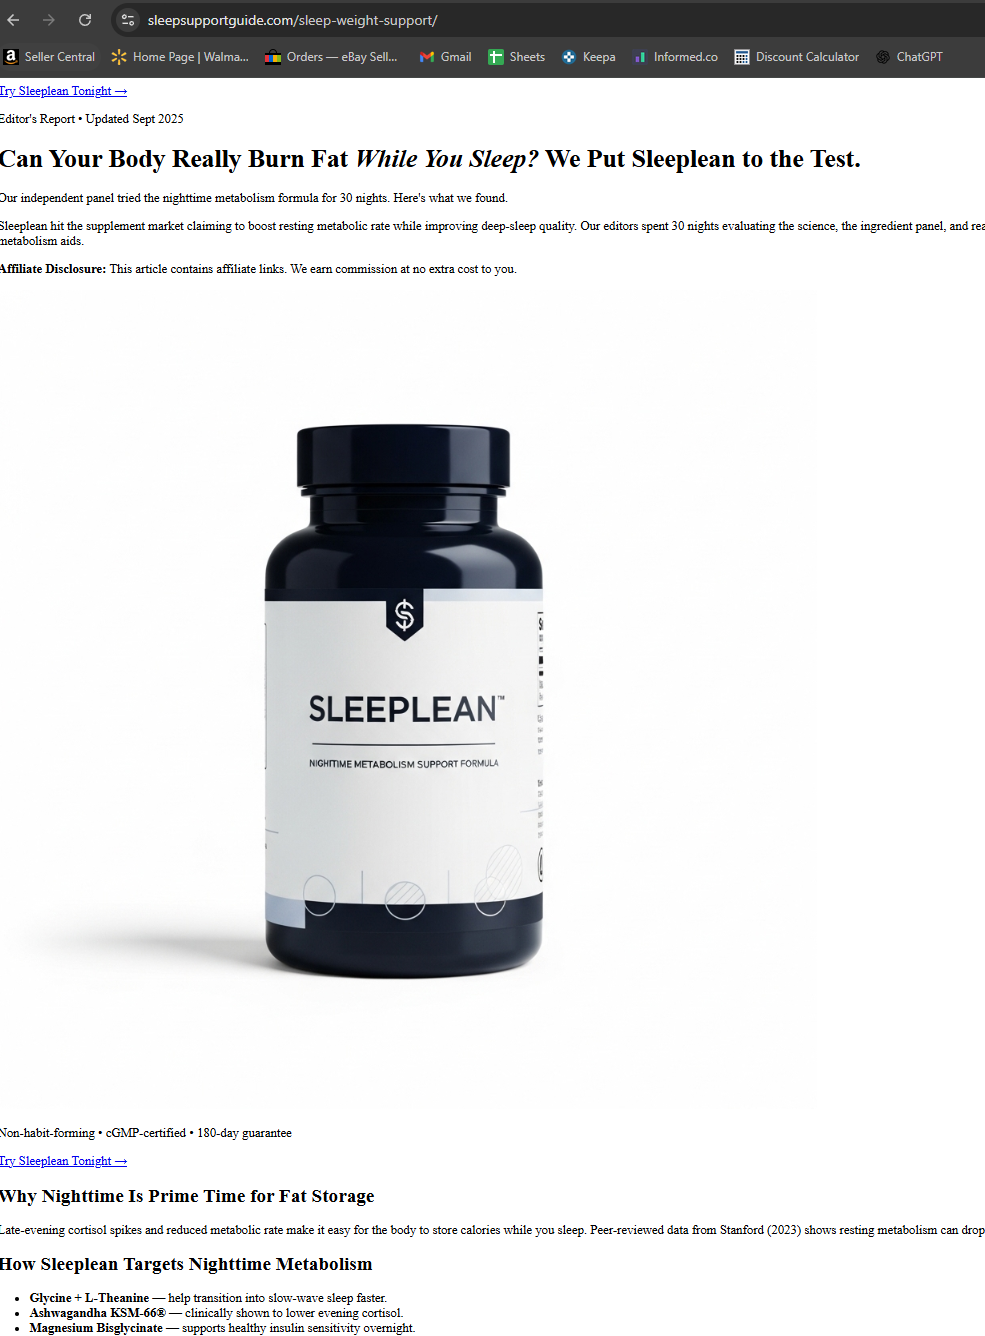 sleepsupportguide.com/sleep-weight-support/
Seller Central
Home Page | Walma...
Orders — eBay Sell...
Gmail
Sheets
Keepa
Informed.co
Discount Calculator
ChatGPT
Try Sleeplean Tonight →
Editor's Report • Updated Sept 2025
Can Your Body Really Burn Fat While You Sleep? We Put Sleeplean to the Test.
Our independent panel tried the nighttime metabolism formula for 30 nights. Here's what we found.
Sleeplean hit the supplement market claiming to boost resting metabolic rate while improving deep-sleep quality. Our editors spent 30 nights evaluating the science, the ingredient panel, and rea
metabolism aids.
Affiliate Disclosure: This article contains affiliate links. We earn commission at no extra cost to you.
SLEEPLEAN™
NIGHTIME METABOLISM SUPPORT FORMULA
Non-habit-forming • cGMP-certified • 180-day guarantee
Try Sleeplean Tonight →
Why Nighttime Is Prime Time for Fat Storage
Late-evening cortisol spikes and reduced metabolic rate make it easy for the body to store calories while you sleep. Peer-reviewed data from Stanford (2023) shows resting metabolism can drop
How Sleeplean Targets Nighttime Metabolism
• Glycine + L-Theanine — help transition into slow-wave sleep faster.
• Ashwagandha KSM-66® — clinically shown to lower evening cortisol.
• Magnesium Bisglycinate — supports healthy insulin sensitivity overnight.